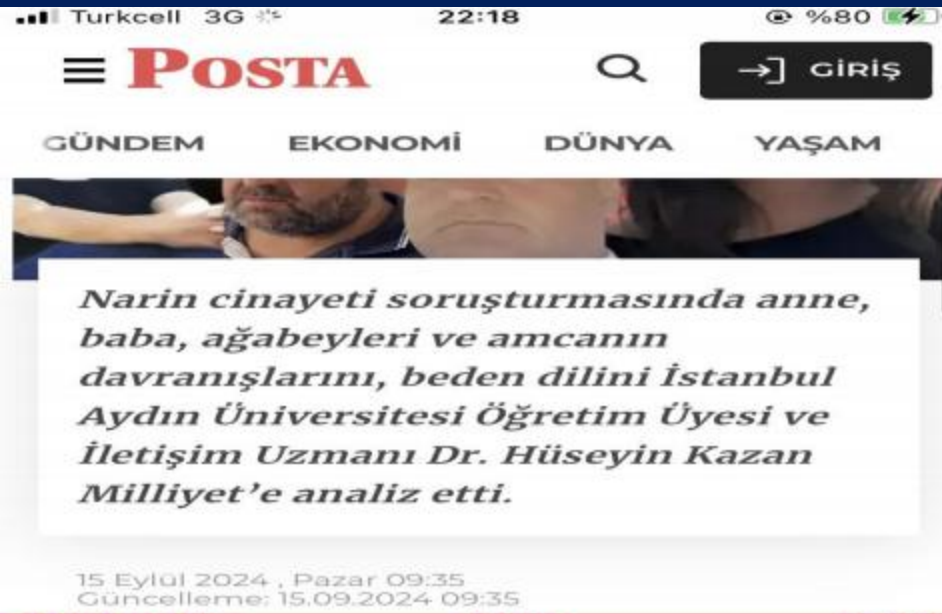 Turkcell 3G 22:18 %80
POSTA GİRİŞ
GÜNDEM EKONOMİ DÜNYA YAŞAM
Narin cinayeti soruşturmasında anne,
baba, ağabeyleri ve amcanın
davranışlarını, beden dilini İstanbul
Aydın Üniversitesi Öğretim Üyesi ve
İletişim Uzmanı Dr. Hüseyin Kazan
Milliyet’e analiz etti.
15 Eylül 2024 , Pazar 09:35
Güncelleme: 15.09.2024 09:35